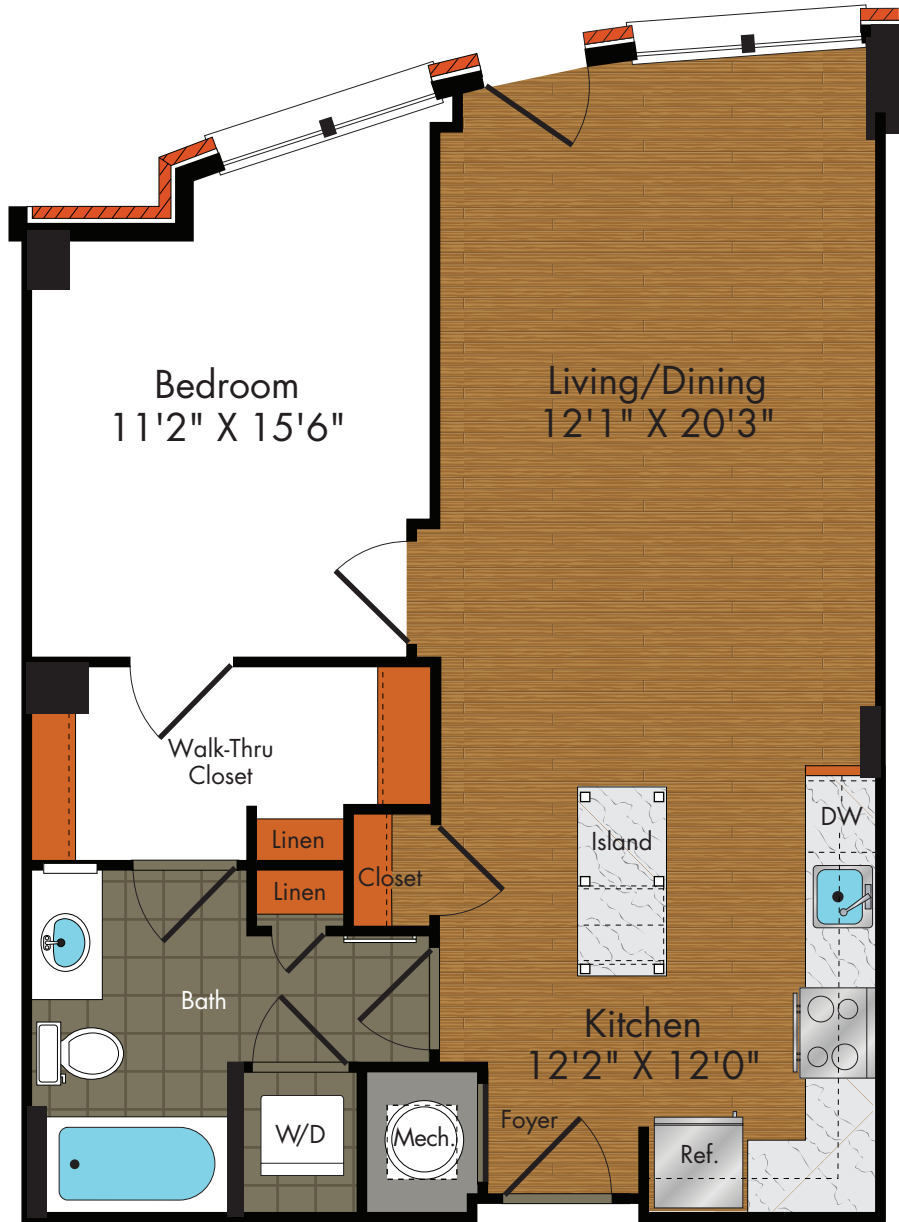 Bedroom
11'2" X 15'6"
Living/Dining
12'1" X 20'3"
Walk-Thru
Closet
Linen
Linen
Closet
Island
DW
Bath
Kitchen
12'2" X 12'0"
Foyer
W/D
Mech.
Ref.